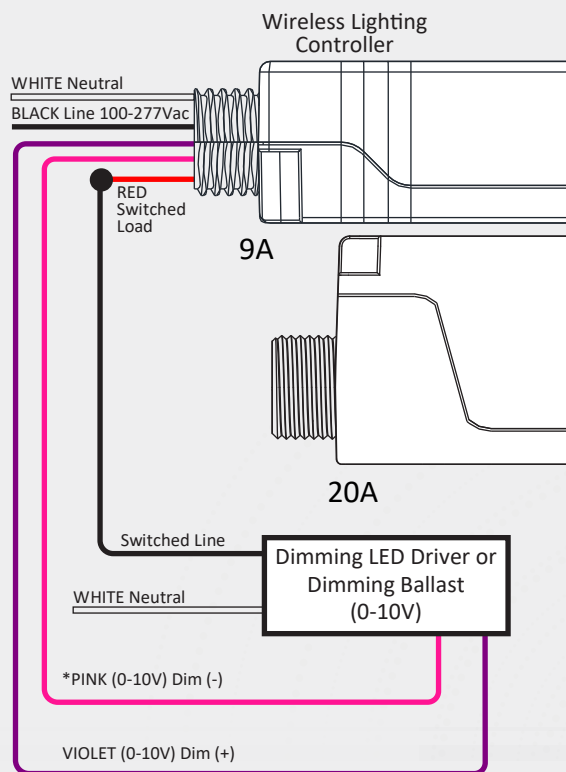 Wireless Lighting
Controller
WHITE Neutral
BLACK Line 100-277Vac
RED
Switched
Load
9A
20A
Switched Line
Dimming LED Driver or
Dimming Ballast
(0-10V)
WHITE Neutral
*PINK (0-10V) Dim (-)
VIOLET (0-10V) Dim (+)